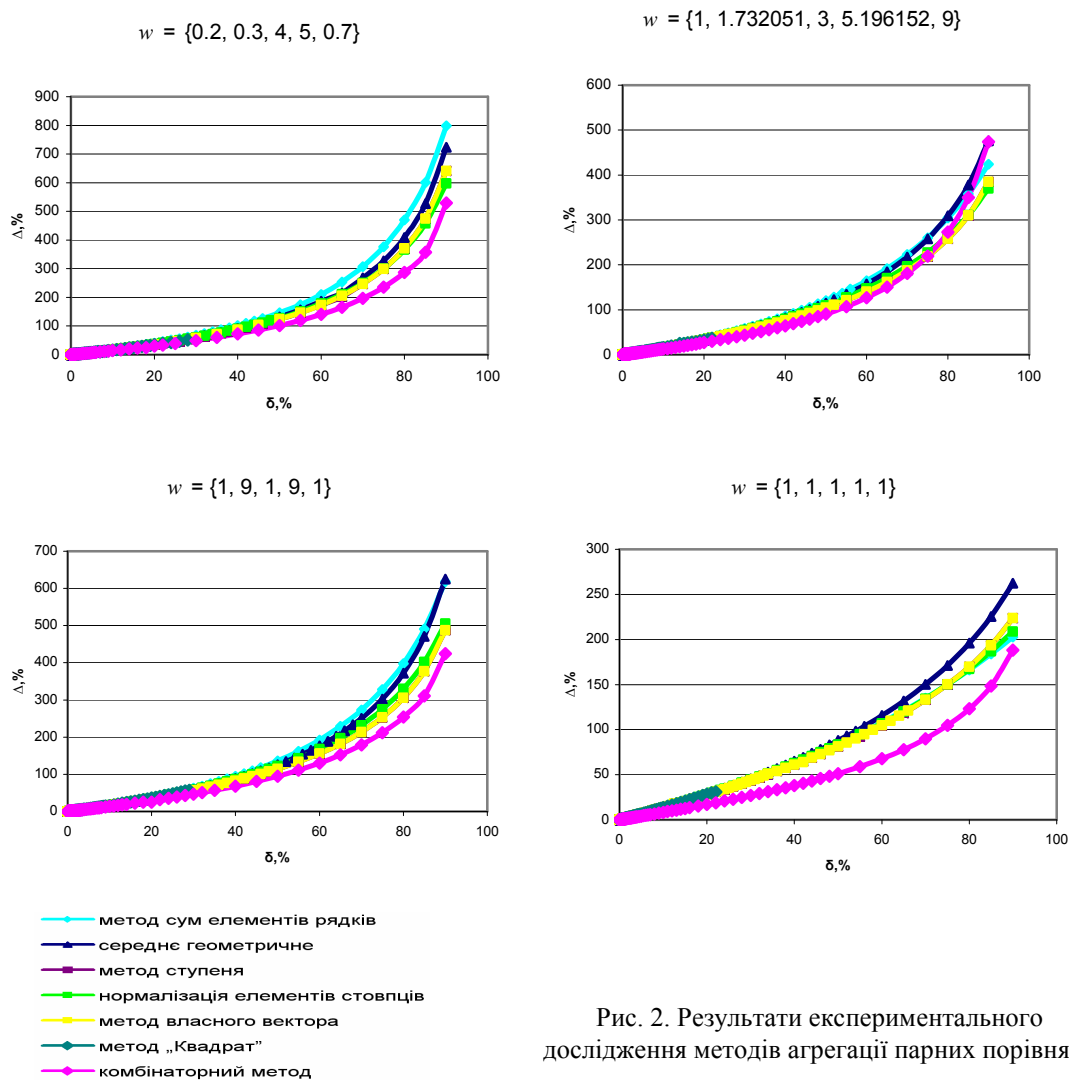 w = {0.2, 0.3, 4, 5, 0.7}
900
800
700
600
500
400
300
200
100
0
Δ,%
0 20 40 60 80 100
δ,%
w = {1, 1.732051, 3, 5.196152, 9}
600
500
400
300
200
100
0
Δ,%
0 20 40 60 80 100
δ,%
w = {1, 9, 1, 9, 1}
700
600
500
400
300
200
100
0
Δ,%
0 20 40 60 80 100
δ,%
w = {1, 1, 1, 1, 1}
300
250
200
150
100
50
0
Δ,%
0 20 40 60 80 100
δ,%
метод сум елементів рядків
середнє геометричне
метод ступеня
нормалізація елементів стовпців
метод власного вектора
метод „Квадрат”
комбінаторний метод
Рис. 2. Результати експериментального
дослідження методів агрегації парних порівня